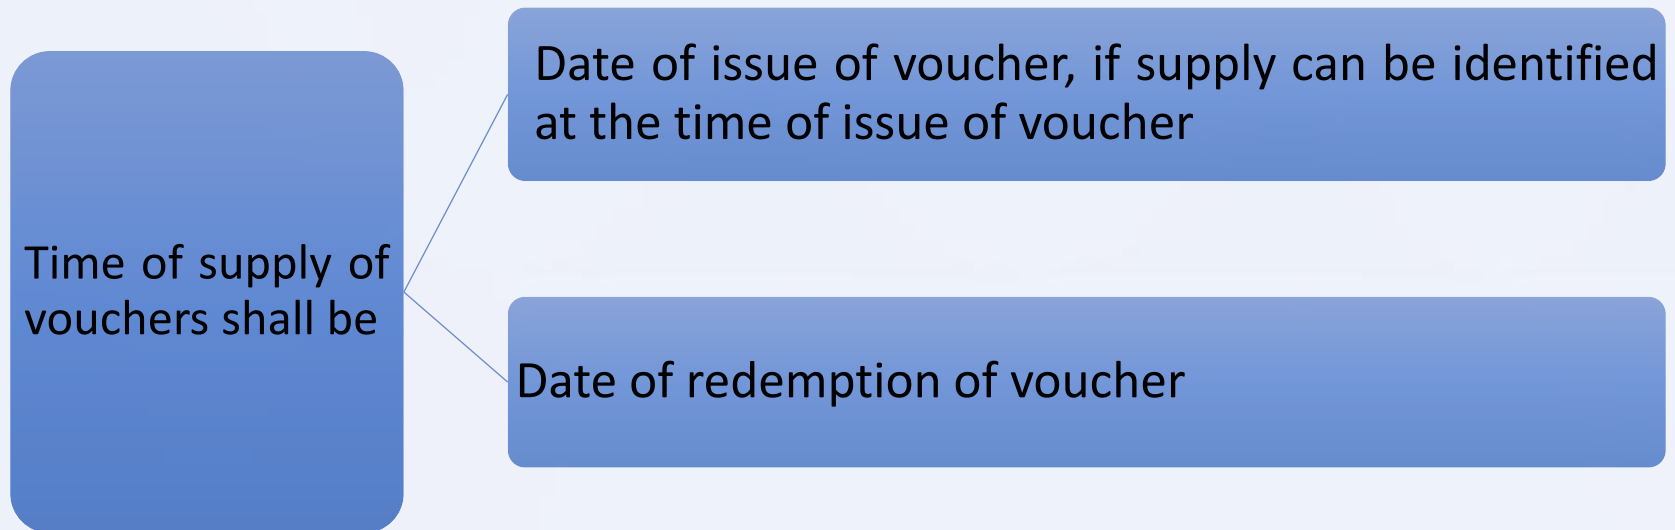 Time of supply of
vouchers shall be
Date of issue of voucher, if supply can be identified
at the time of issue of voucher
Date of redemption of voucher